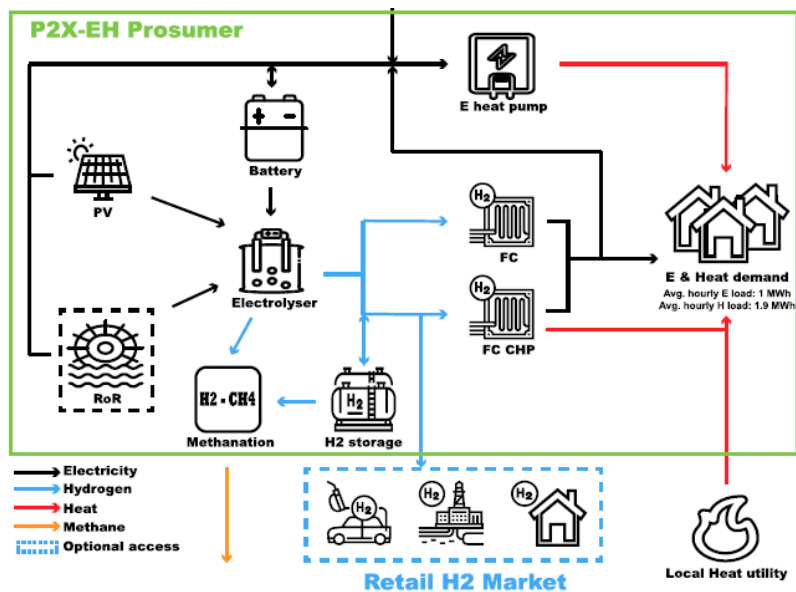 P2X-EH Prosumer
E heat pump
Battery
PV
H2
FC
E & Heat demand
Avg. hourly E load: 1 MWh
Avg. hourly H load: 1.9 MWh
Electrolyser
H2
FC CHP
RoR
H2 - CH4
Methanation
H2
H2 storage
Electricity
Hydrogen
Heat
Methane
Optional access
H2
H2
H2
Local Heat utility
Retail H2 Market